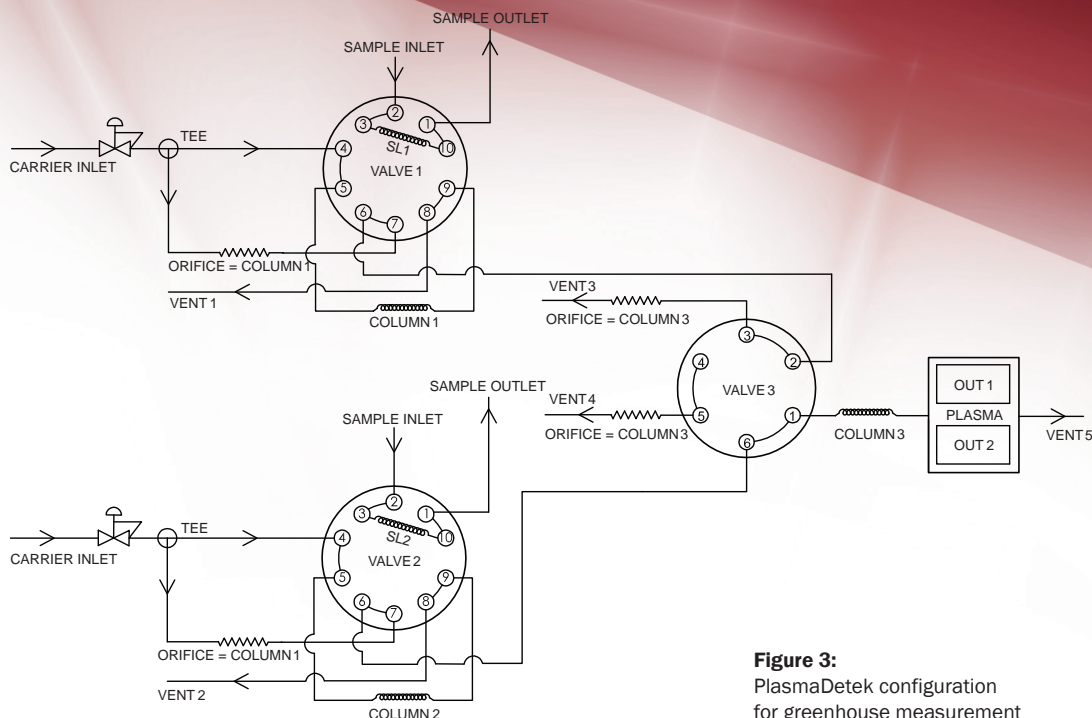 SAMPLE OUTLET
SAMPLE INLET
2
3
1
SL1
10
TEE
4
CARRIER INLET
VALVE 1
5
9
6
8
7
ORIFICE = COLUMN 1
VENT 1
COLUMN 1
VENT 3
ORIFICE = COLUMN 3
3
2
4
VALVE 3
VENT 4
5
1
ORIFICE = COLUMN 3
6
COLUMN 3
OUT 1
PLASMA
OUT 2
VENT 5
SAMPLE OUTLET
SAMPLE INLET
2
3
1
SL2
10
TEE
4
CARRIER INLET
VALVE 2
5
9
6
8
7
ORIFICE = COLUMN 1
VENT 2
COLUMN 2
Figure 3:
PlasmaDetek configuration
for greenhouse measurement